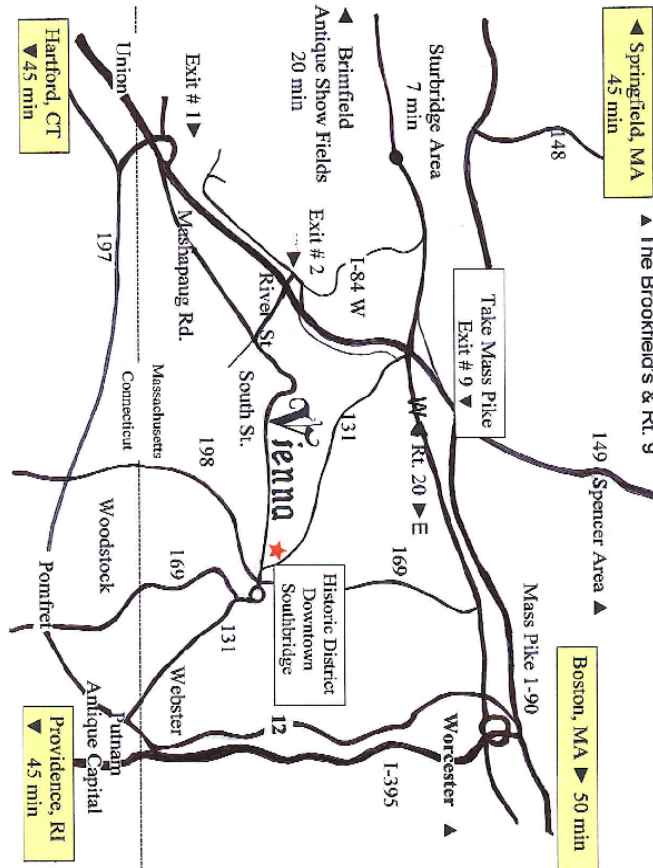 ◄ Springfield, MA
45 min
▲ The Brookfield's & Rt. 9
149
Spencer Area ▲
Boston, MA ► 50 min
148
Mass Pike 1-90
Take Mass Pike
Exit # 9 ▼
Sturbridge Area
7 min
W ◄ Rt. 20 ► E
Worcester ▲
◄ Brimfield
Antique Show Fields
20 min
I-84 W
131
169
I-395
Exit # 2
▼
Historic District
Downtown
Southbridge
12
River St
Vienna
South St.
Exit # 1 ►
Mashapaug Rd.
198
131
Webster
169
Union
Massachusetts
Connecticut
Woodstock
Putnam
Antique Capital
197
Pomfret
Hartford, CT
▼ 45 min
Providence, RI
▼ 45 min